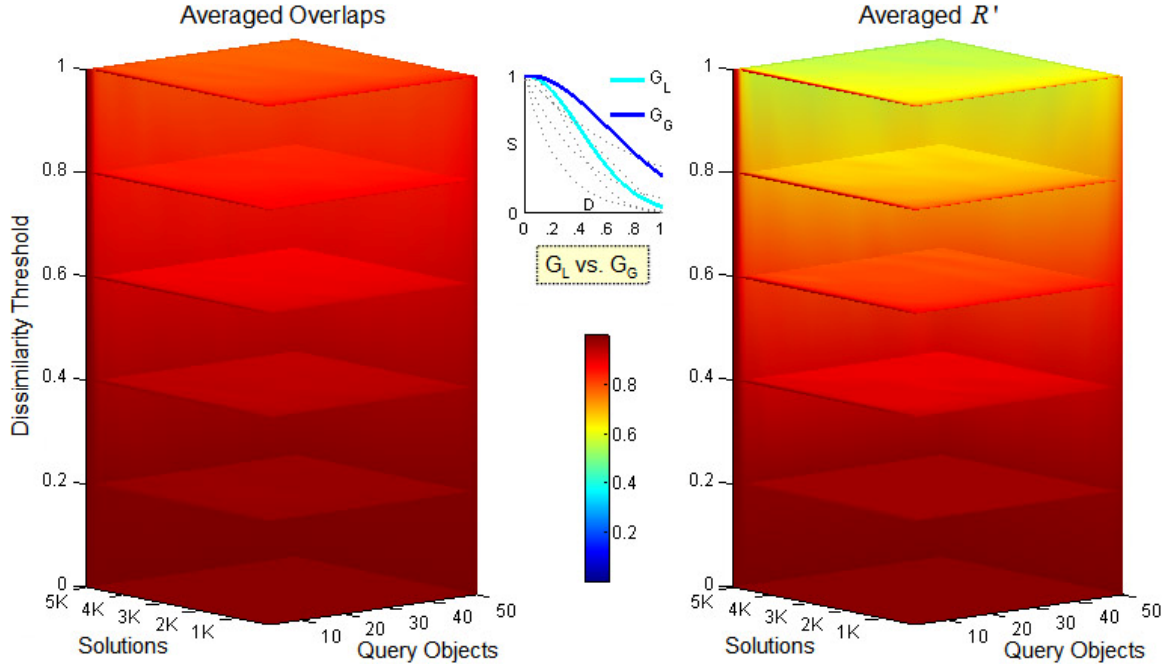 Averaged Overlaps
Averaged R'
1
0.8
0.6
0.4
0.2
0
Dissimilarity Threshold
5K
4K
3K
2K
1K
Solutions
10
20
30
40
50
Query Objects
1
S
0
D
0 .2 .4 .6 .8 1
G_L
G_G
G_L vs. G_G
0.8
0.6
0.4
0.2
1
0.8
0.6
0.4
0.2
0
5K
4K
3K
2K
1K
Solutions
10
20
30
40
50
Query Objects